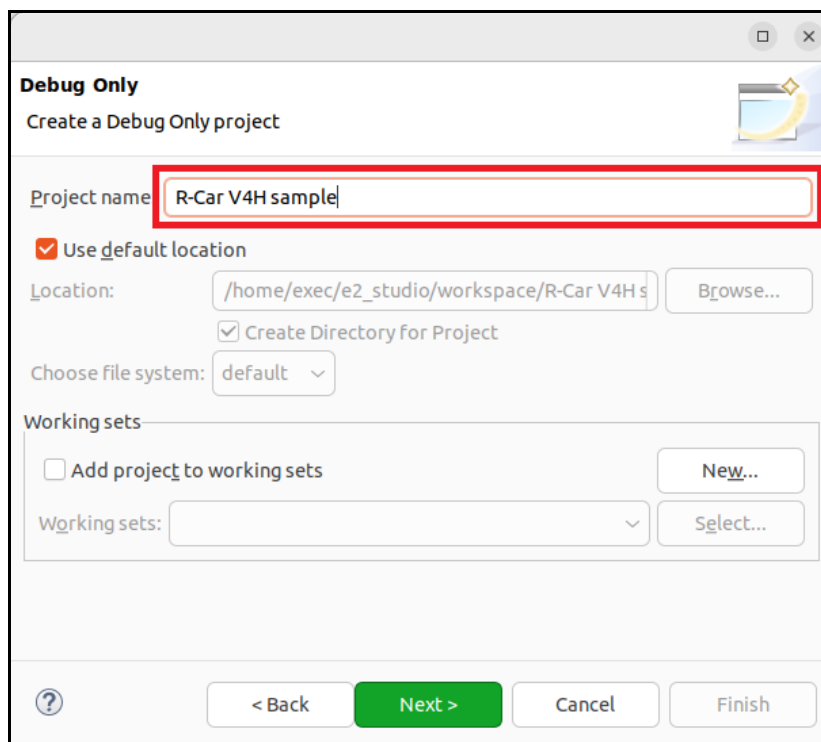 Debug Only
Create a Debug Only project
Project name
R-Car V4H sample
Use default location
Location: /home/exec/e2_studio/workspace/R-Car V4H s Browse...
Create Directory for Project
Choose file system: default
Working sets
Add project to working sets New...
Working sets: Select...
? < Back Next > Cancel Finish